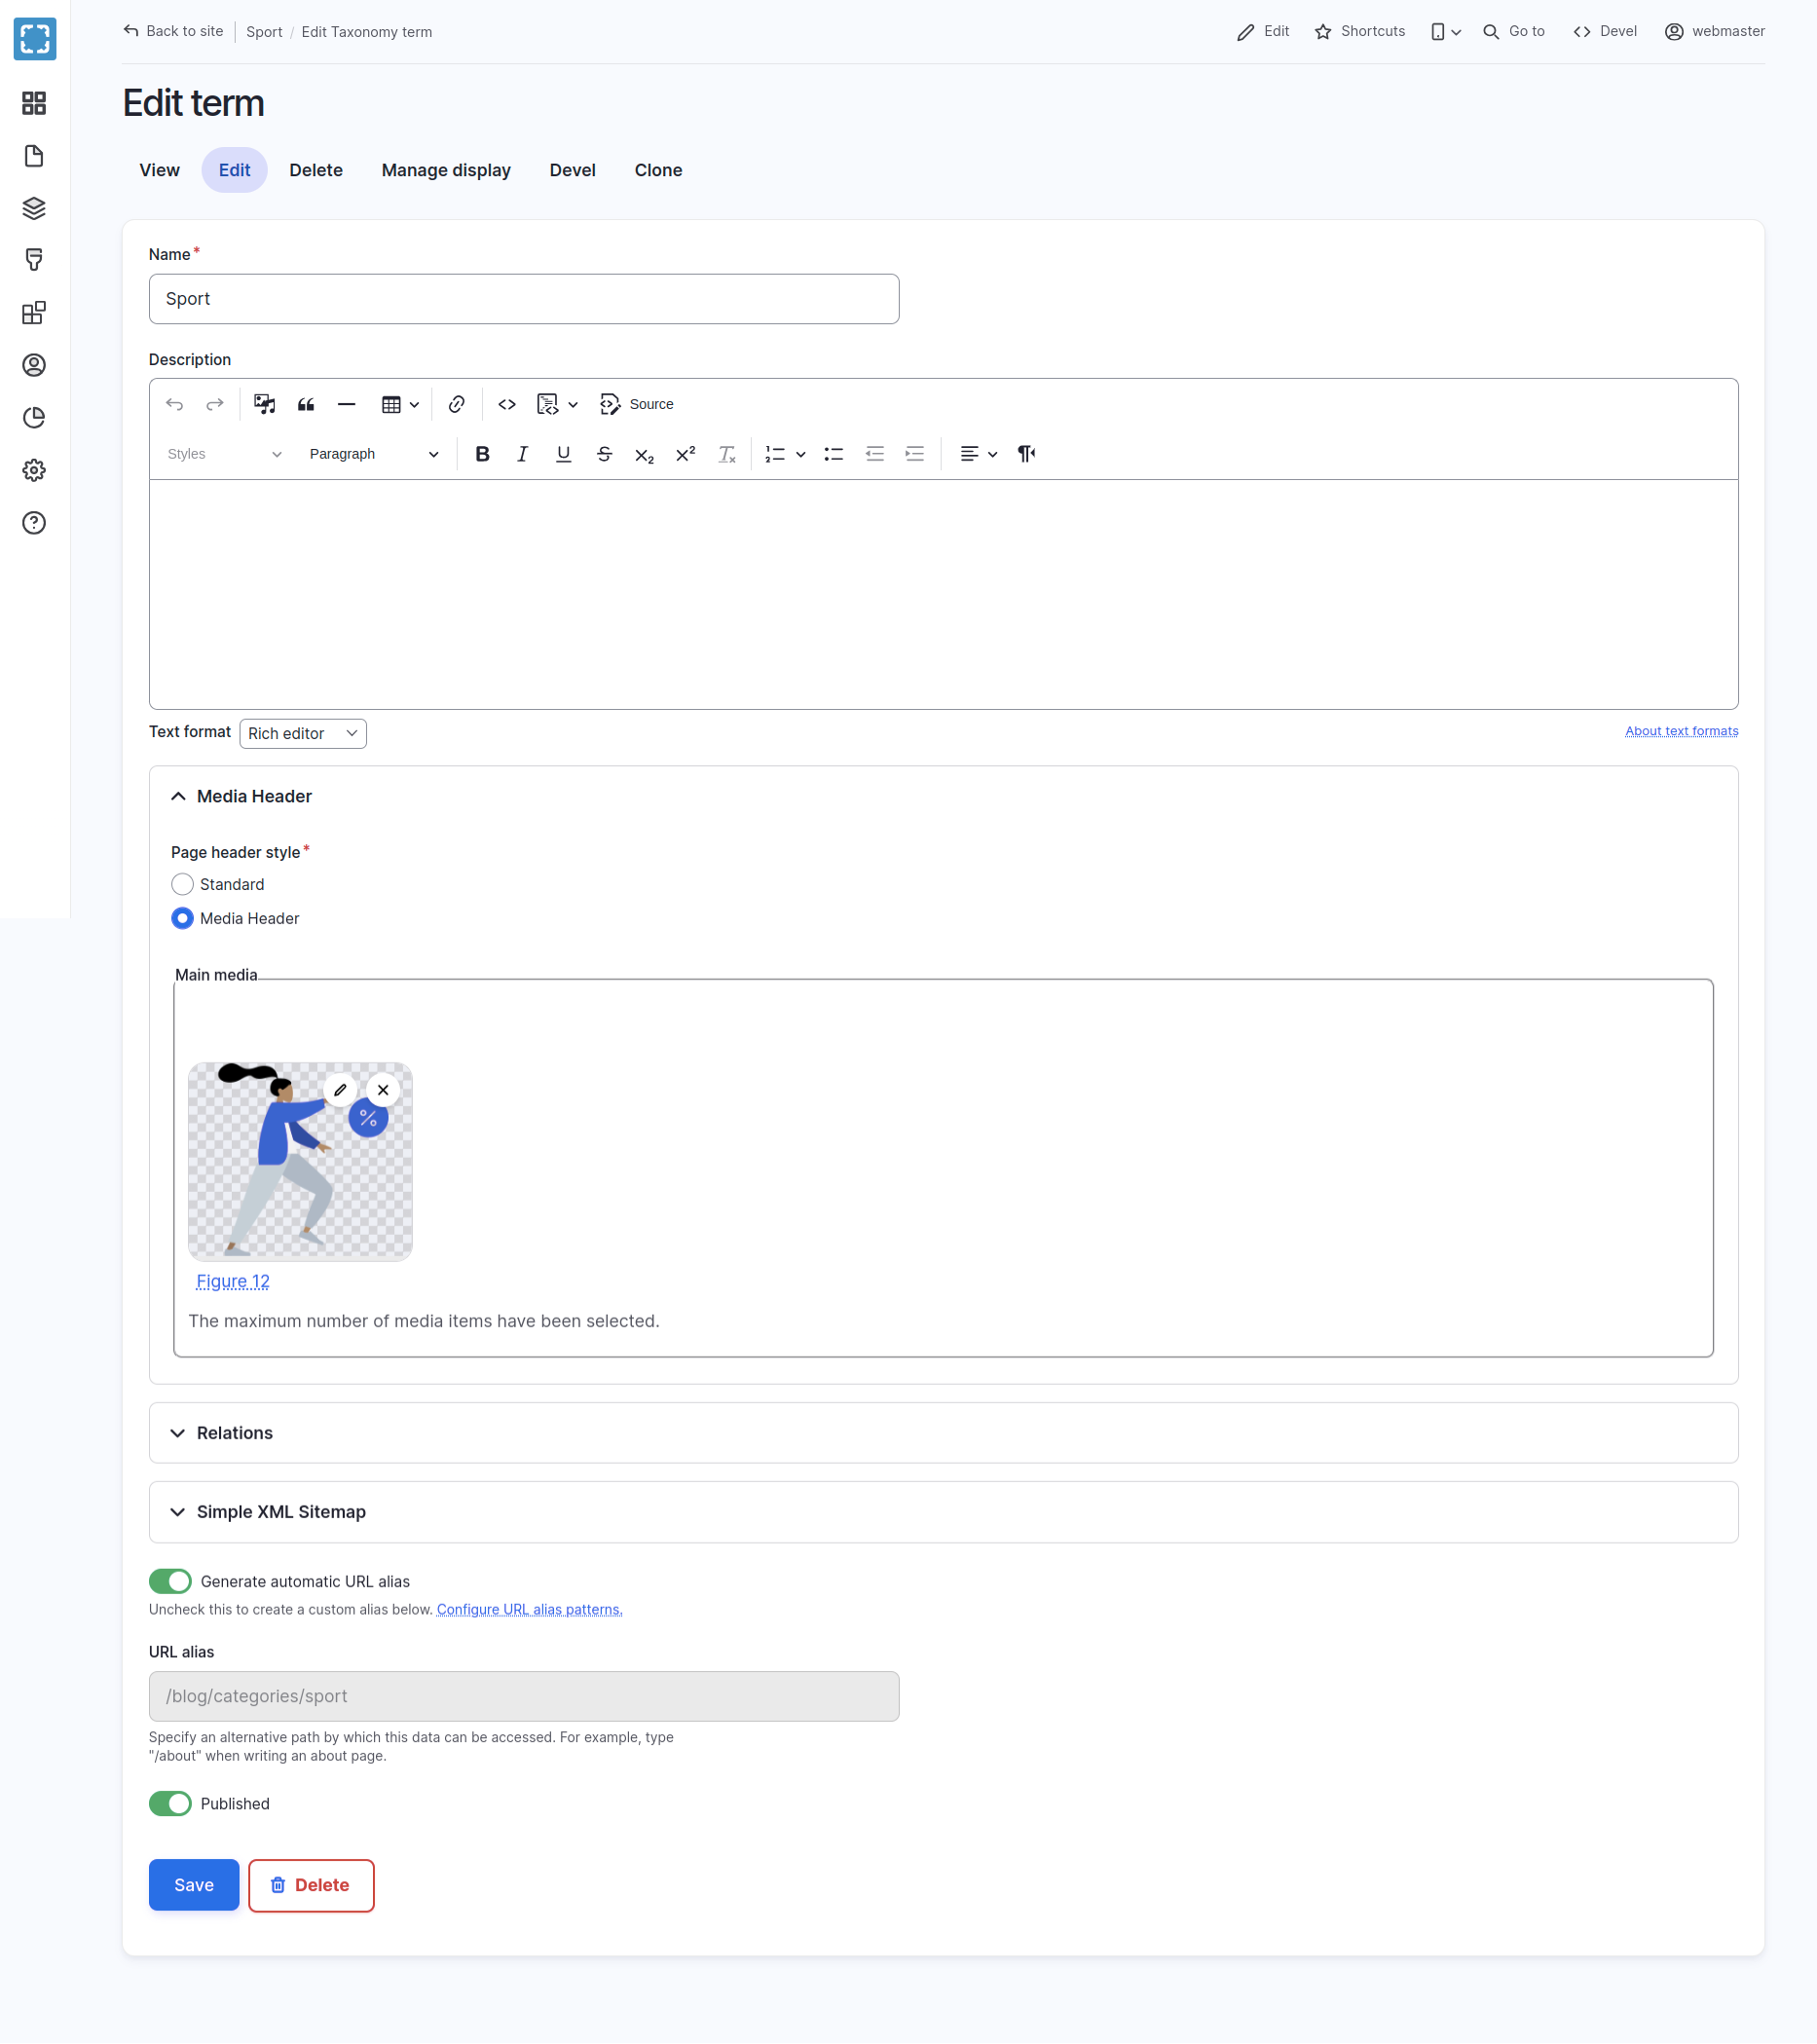 Back to site
Sport / Edit Taxonomy term
Edit
Shortcuts
Go to
Devel
webmaster
Edit term
View
Edit
Delete
Manage display
Devel
Clone
Name*
Sport
Description
Source
Styles
Paragraph
Text format
Rich editor
About text formats
Media Header
Page header style*
Standard
Media Header
Main media
%
Figure 12
The maximum number of media items have been selected.
Relations
Simple XML Sitemap
Generate automatic URL alias
Uncheck this to create a custom alias below. Configure URL alias patterns.
URL alias
/blog/categories/sport
Specify an alternative path by which this data can be accessed. For example, type
"/about" when writing an about page.
Published
Save
Delete